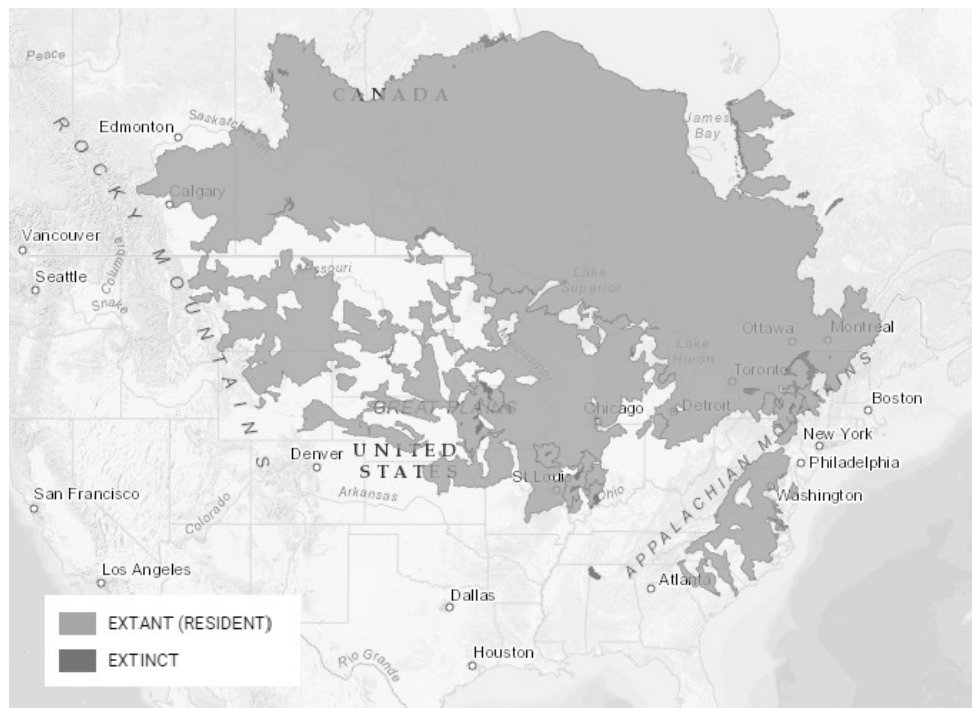 Peace
CANADA
James
Bay
Edmonton
Saskatchewan
ROCKY MOUNTAINS
Calgary
Vancouver
Columbia
Seattle
Missouri
Lake
Superior
Snake
Ottawa
Montreal
Mississippi
Lake
Huron
Toronto
Boston
GREAT PLAINS
Chicago
Detroit
New York
UNITED
STATES
Denver
Philadelphia
St Louis
San Francisco
Arkansas
Ohio
Washington
Colorado
APPALACHIAN MOUNTAINS
Los Angeles
Atlanta
Dallas
EXTANT (RESIDENT)
EXTINCT
Houston
Rio Grande